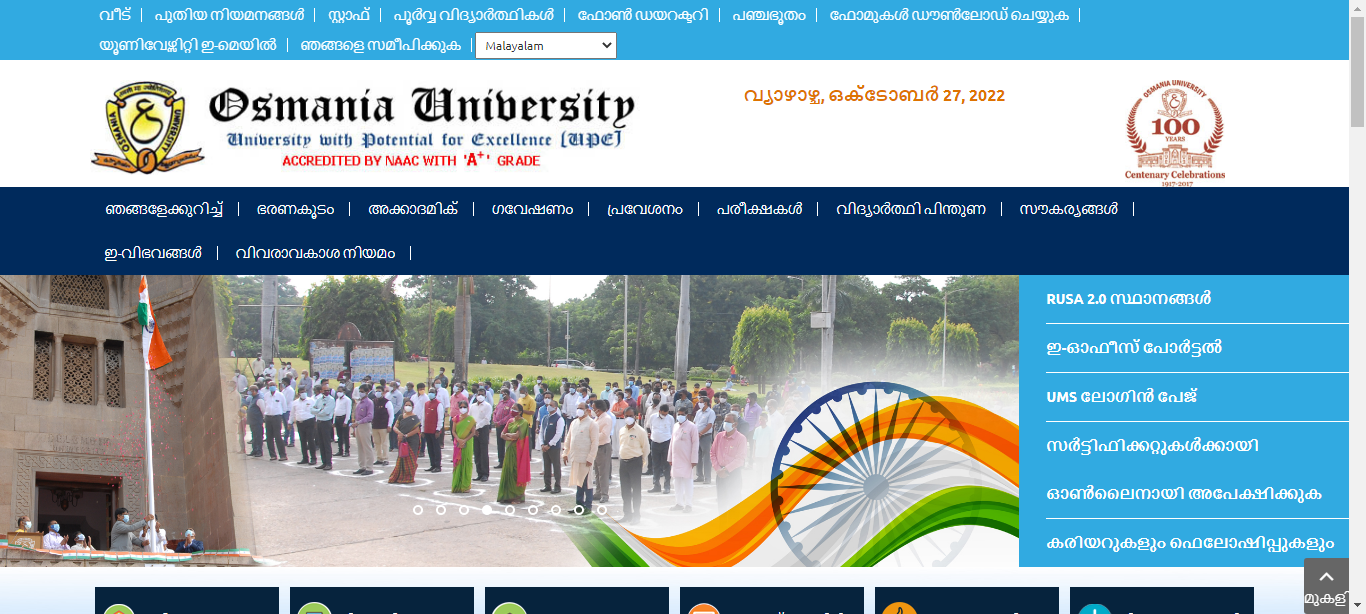 വീട് പുതിയ നിയമനങ്ങൾ സ്റ്റാഫ് പൂർവ്വ വിദ്യാർത്ഥികൾ ഫോൺ ഡയറക്ടറി പഞ്ചഭൂതം ഫോമുകൾ ഡൗൺലോഡ് ചെയ്യുക
യൂണിവേഴ്സിറ്റി ഇ-മെയിൽ ഞങ്ങളെ സമീപിക്കുക Malayalam
Osmania University
University with Potential for Excellence [UPE]
ACCREDITED BY NAAC WITH 'A+' GRADE
വ്യാഴാഴ്ച, ഒക്ടോബർ 27, 2022
OSMANIA UNIVERSITY
100
YEARS
Centenary Celebrations
1917-2017
ഞങ്ങളേക്കുറിച്ച് ഭരണകൂടം അക്കാദമിക് ഗവേഷണം പ്രവേശനം പരീക്ഷകൾ വിദ്യാർത്ഥി പിന്തുണ സൗകര്യങ്ങൾ
ഇ-വിഭവങ്ങൾ വിവരാവകാശ നിയമം
RUSA 2.0 സ്ഥാനങ്ങൾ
ഇ-ഓഫീസ് പോർട്ടൽ
UMS ലോഗിൻ പേജ്
സർട്ടിഫിക്കറ്റുകൾക്കായി
ഓൺലൈനായി അപേക്ഷിക്കുക
കരിയറുകളും ഫെലോഷിപ്പുകളും